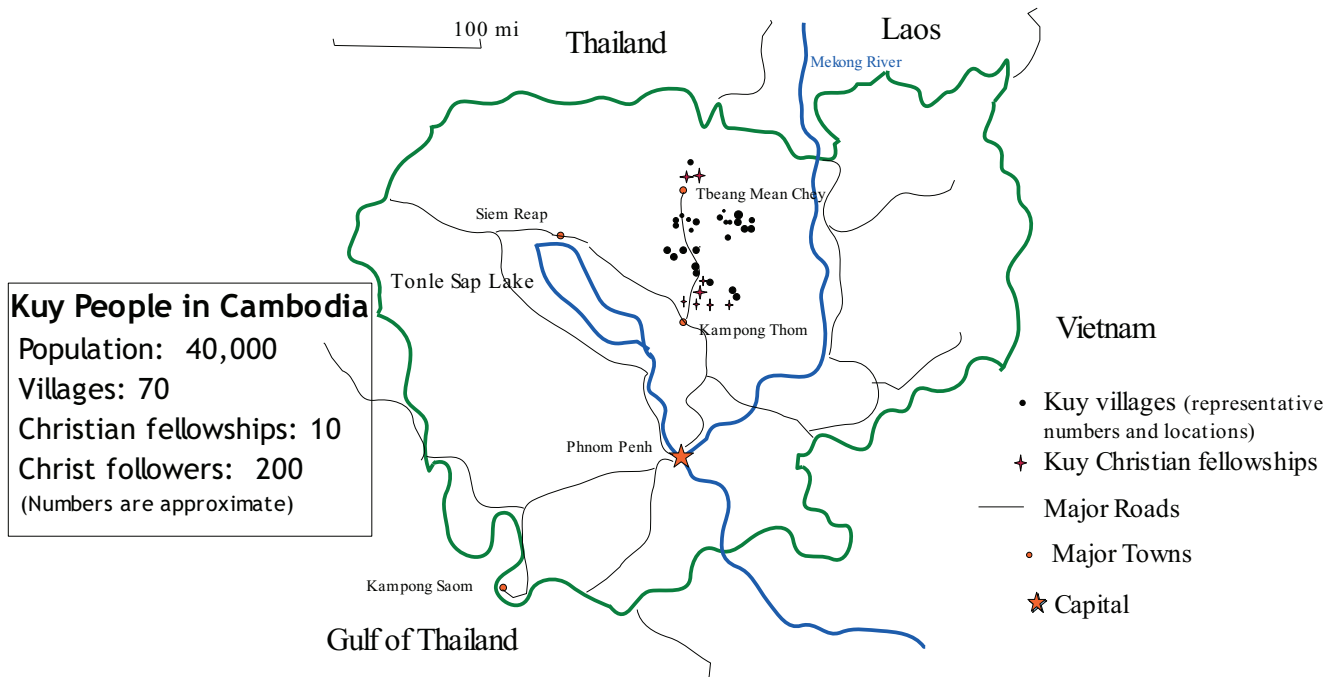 100 mi
Thailand
Laos
Mekong River
Tbeang Mean Chey
Siem Reap
Tonle Sap Lake
Kampong Thom
Vietnam
Phnom Penh
Kampong Saom
Gulf of Thailand
Kuy People in Cambodia
Population: 40,000
Villages: 70
Christian fellowships: 10
Christ followers: 200
(Numbers are approximate)
Kuy villages (representative
numbers and locations)
Kuy Christian fellowships
Major Roads
Major Towns
Capital